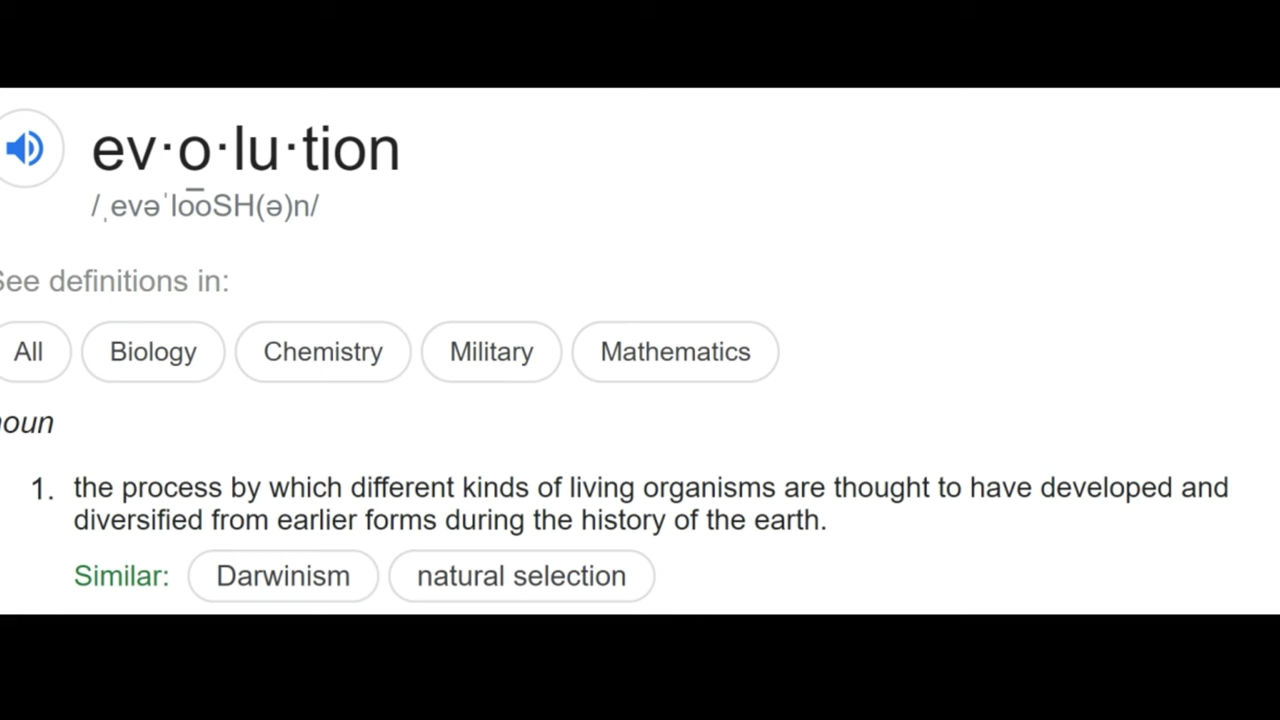 ev·o·lu·tion
/ˌevəˈlo͞oSH(ə)n/
See definitions in:
All Biology Chemistry Military Mathematics
noun
1. the process by which different kinds of living organisms are thought to have developed and
diversified from earlier forms during the history of the earth.
Similar: Darwinism natural selection